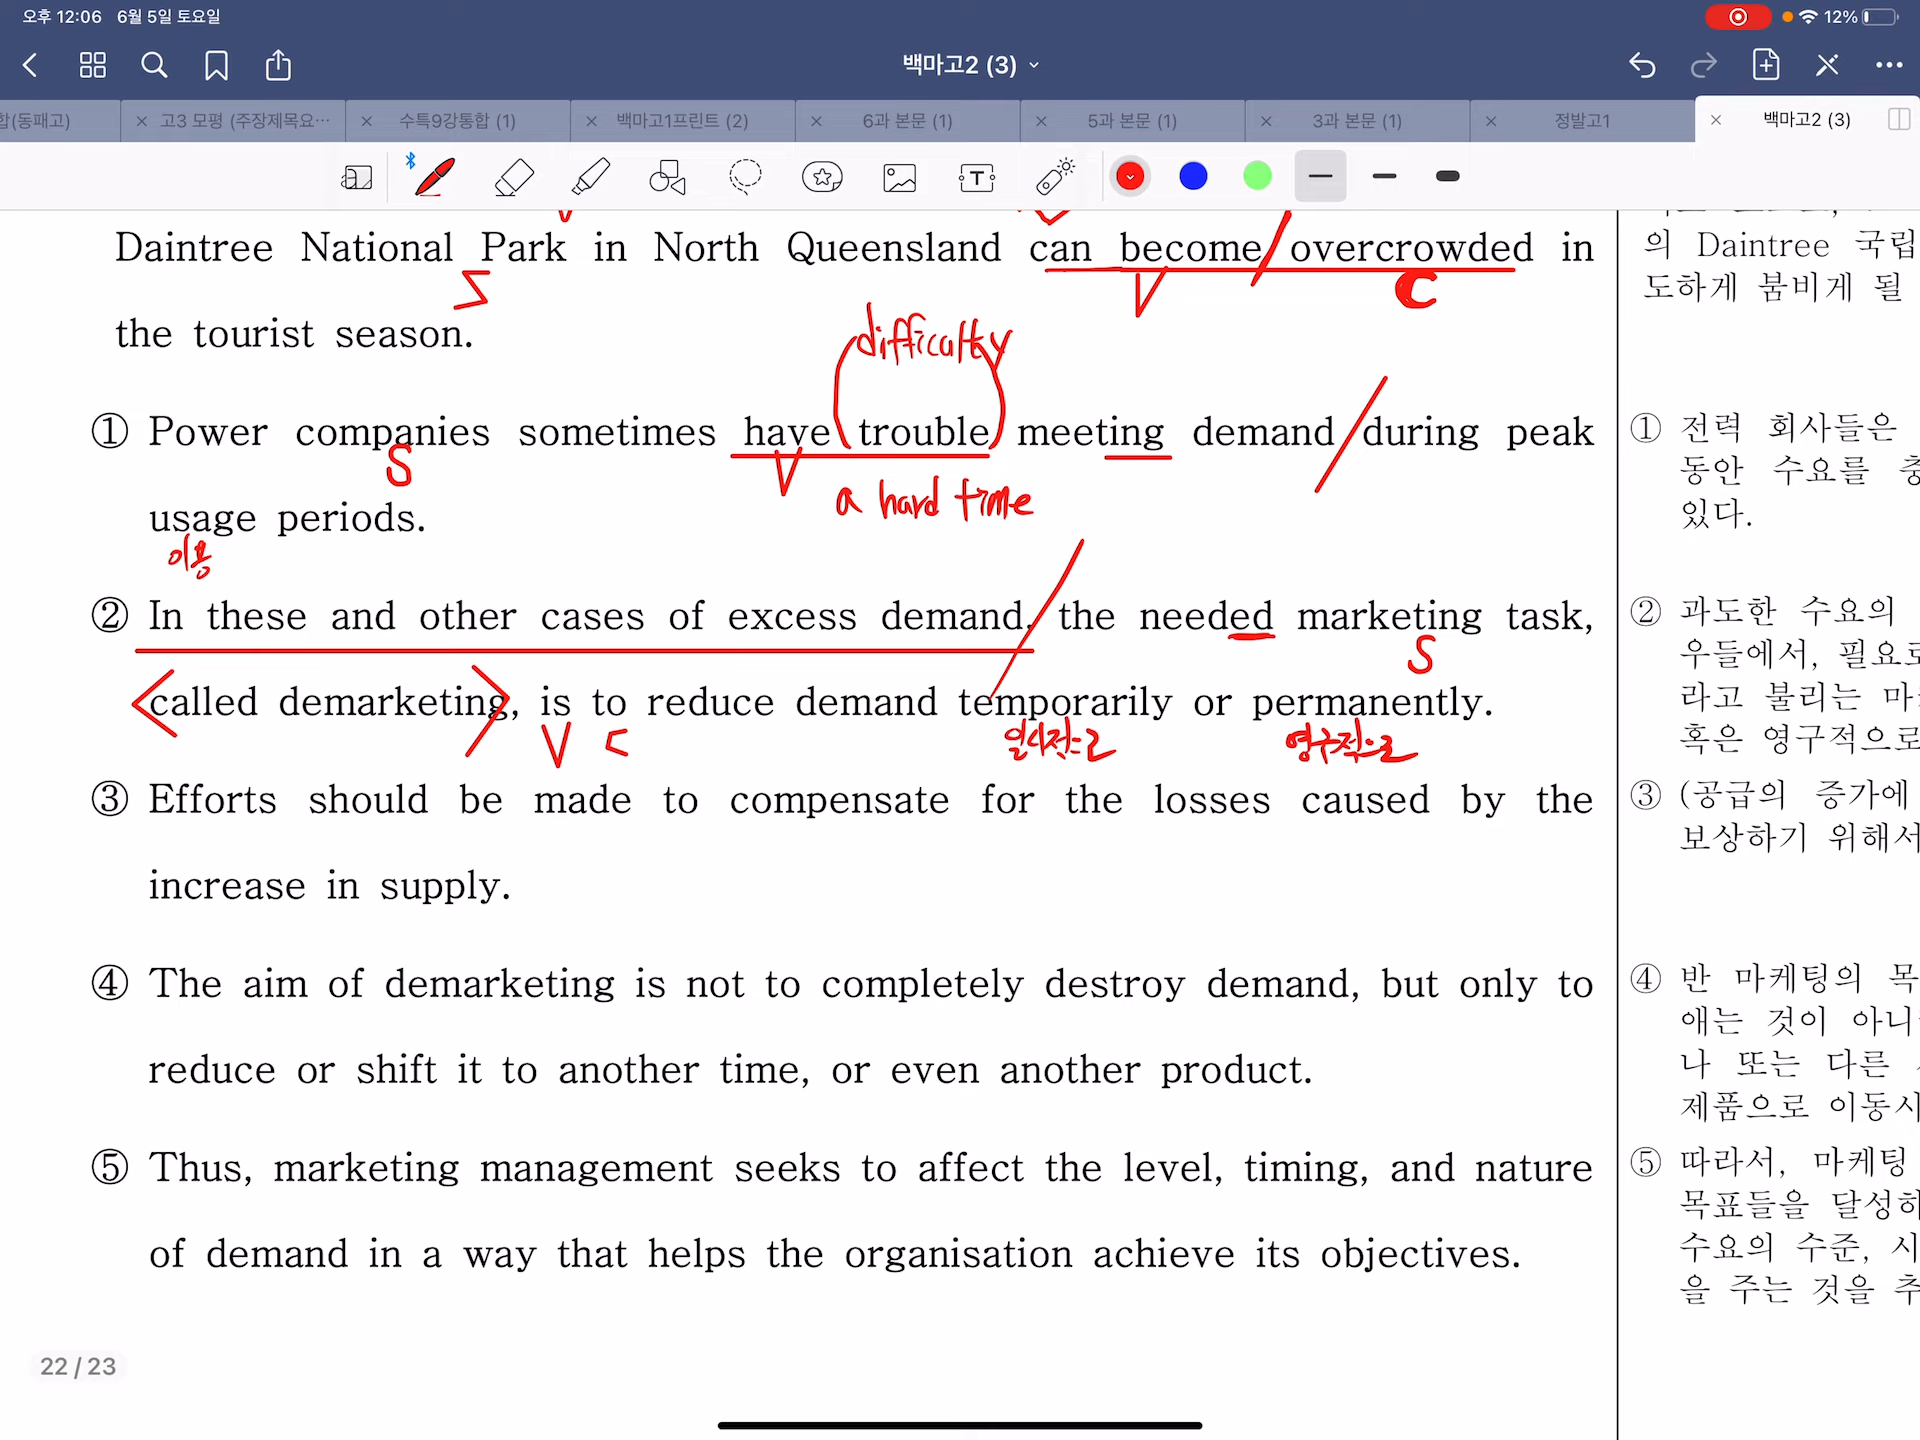 오후 12:06 6월 5일 토요일 12%
백마고2 (3)
합(동패고) 고3 모평 (주장제목요… 수특9강통합 (1) 백마고1프린트 (2) 6과 본문 (1) 5과 본문 (1) 3과 본문 (1) 정발고1 백마고2 (3)
Daintree National Park in North Queensland can become overcrowded in
S V C
the tourist season.
difficulty
① Power companies sometimes have trouble meeting demand during peak
S V a hard time
usage periods.
이용
② In these and other cases of excess demand, the needed marketing task,
S
called demarketing, is to reduce demand temporarily or permanently.
V C 일시적으로 영구적으로
③ Efforts should be made to compensate for the losses caused by the
increase in supply.
④ The aim of demarketing is not to completely destroy demand, but only to
reduce or shift it to another time, or even another product.
⑤ Thus, marketing management seeks to affect the level, timing, and nature
of demand in a way that helps the organisation achieve its objectives.
의 Daintree 국립
도하게 붐비게 될
① 전력 회사들은
동안 수요를 충
있다.
② 과도한 수요의
우들에서, 필요로
라고 불리는 마
혹은 영구적으로
③ (공급의 증가에
보상하기 위해서
④ 반 마케팅의 목
애는 것이 아니
나 또는 다른
제품으로 이동시
⑤ 따라서, 마케팅
목표들을 달성하
수요의 수준, 시
을 주는 것을 추
22 / 23